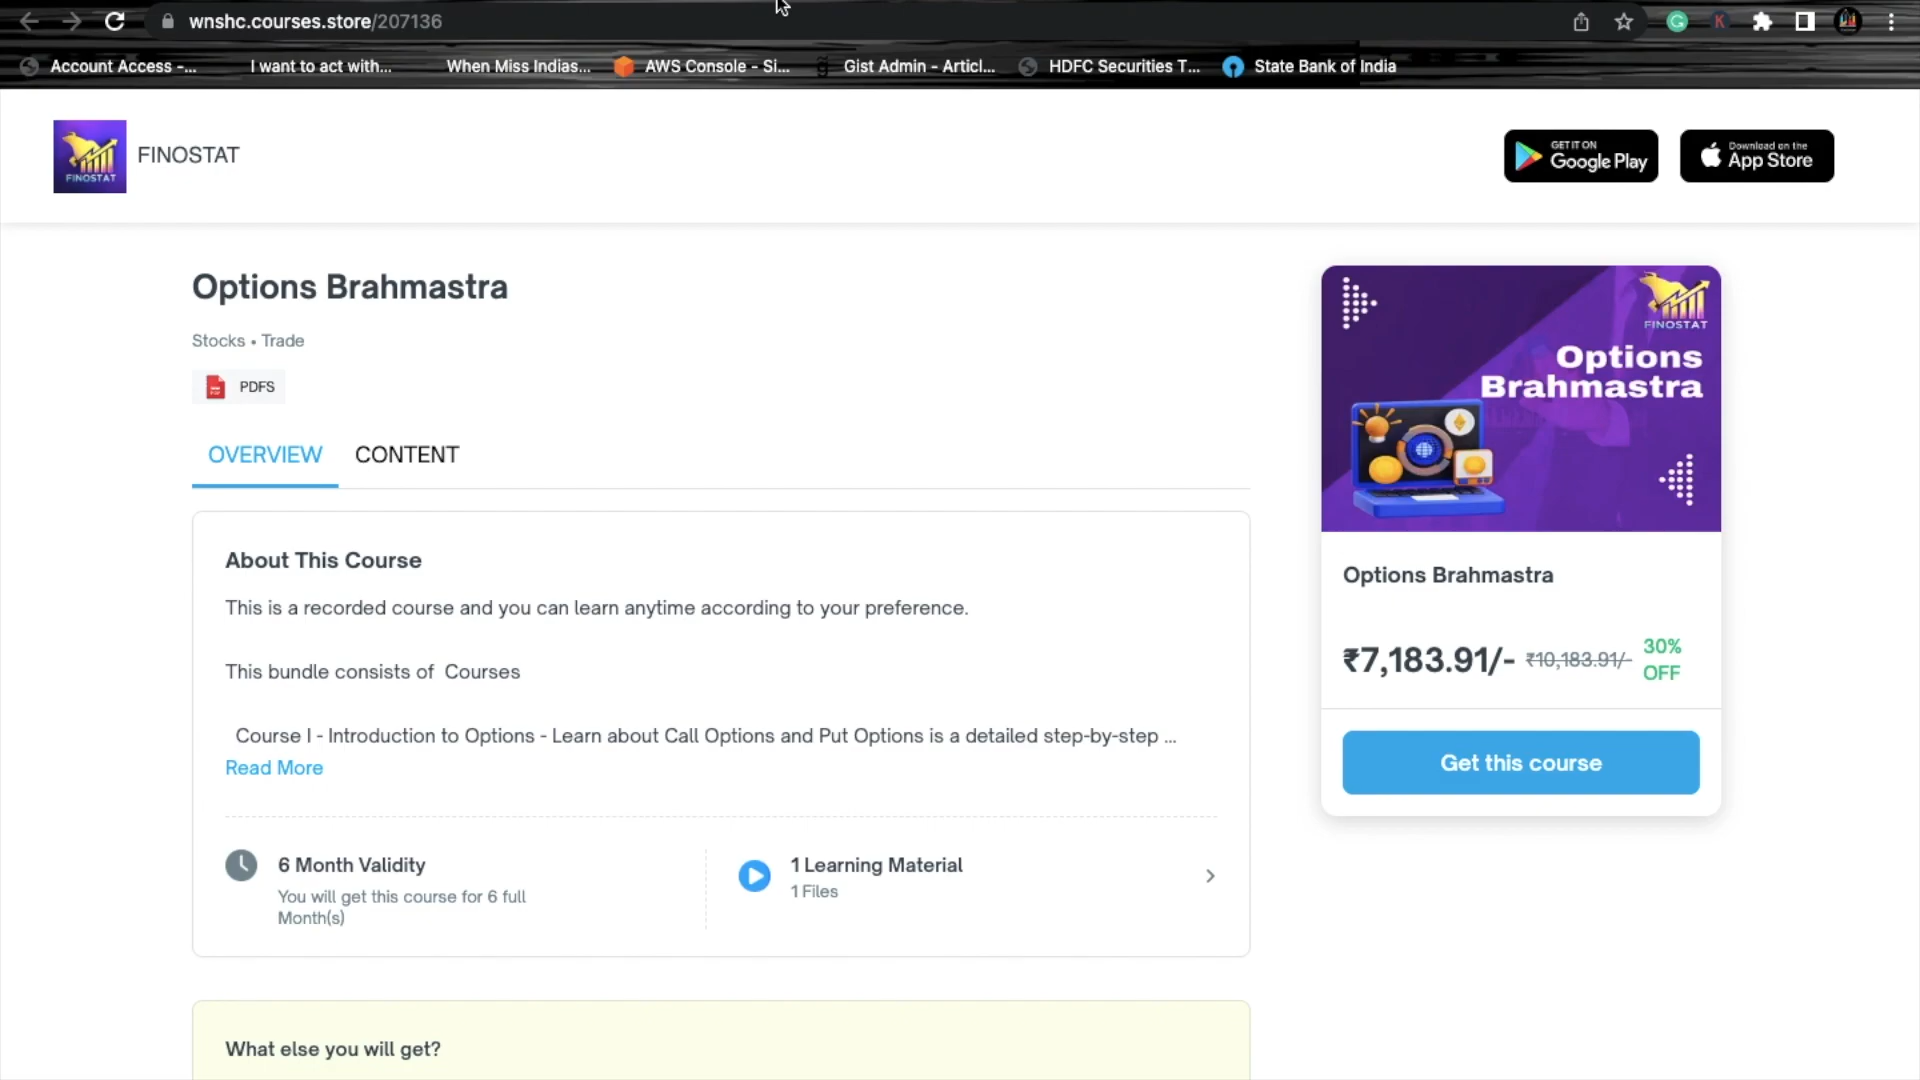 wnshc.courses.store/207136
Account Access -...
I want to act with...
When Miss Indias...
AWS Console - Si...
Gist Admin - Articl...
HDFC Securities T...
State Bank of India
FINOSTAT
FINOSTAT
GET IT ON
Google Play
Download on the
App Store
Options Brahmastra
Stocks • Trade
PDFS
OVERVIEW
CONTENT
About This Course
This is a recorded course and you can learn anytime according to your preference.
This bundle consists of  Courses
Course I - Introduction to Options - Learn about Call Options and Put Options is a detailed step-by-step ...
Read More
6 Month Validity
You will get this course for 6 full
Month(s)
1 Learning Material
1 Files
What else you will get?
FINOSTAT
Options
Brahmastra
Options Brahmastra
₹7,183.91/- ₹10,183.91/- 30%
OFF
Get this course